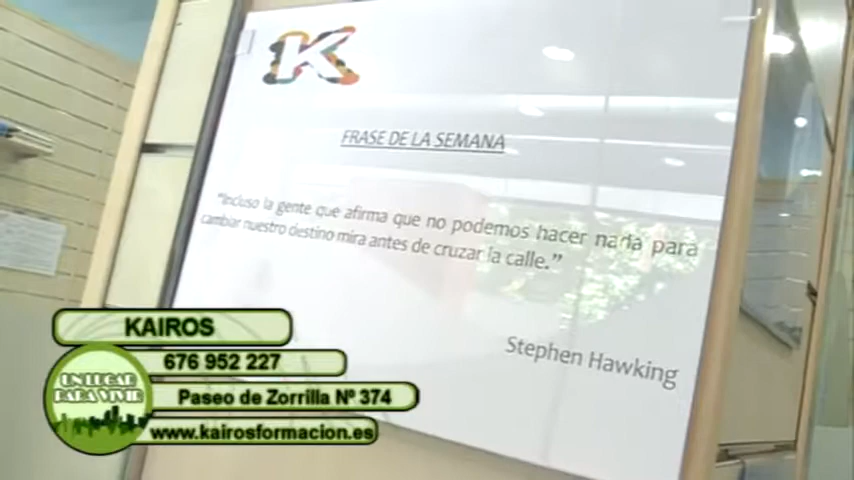 K
FRASE DE LA SEMANA
"Incluso la gente que afirma que no podemos hacer nada para
cambiar nuestro destino mira antes de cruzar la calle."
Stephen Hawking
KAIROS
676 952 227
Paseo de Zorrilla Nº 374
www.kairosformacion.es
UN LUGAR
PARA VIVIR